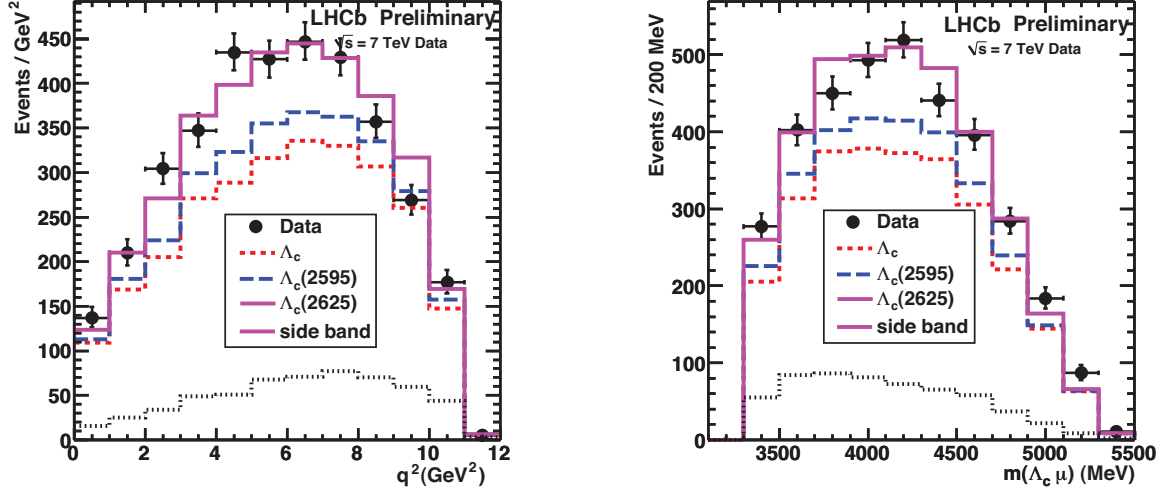 LHCb Preliminary
√s = 7 TeV Data
Events / GeV²
450
400
350
300
250
200
150
100
50
0
Data
Λc
Λc(2595)
Λc(2625)
side band
0 2 4 6 8 10 12
q²(GeV²)
LHCb Preliminary
√s = 7 TeV Data
Events / 200 MeV
500
400
300
200
100
0
Data
Λc
Λc(2595)
Λc(2625)
side band
3500 4000 4500 5000 5500
m(Λc μ) (MeV)